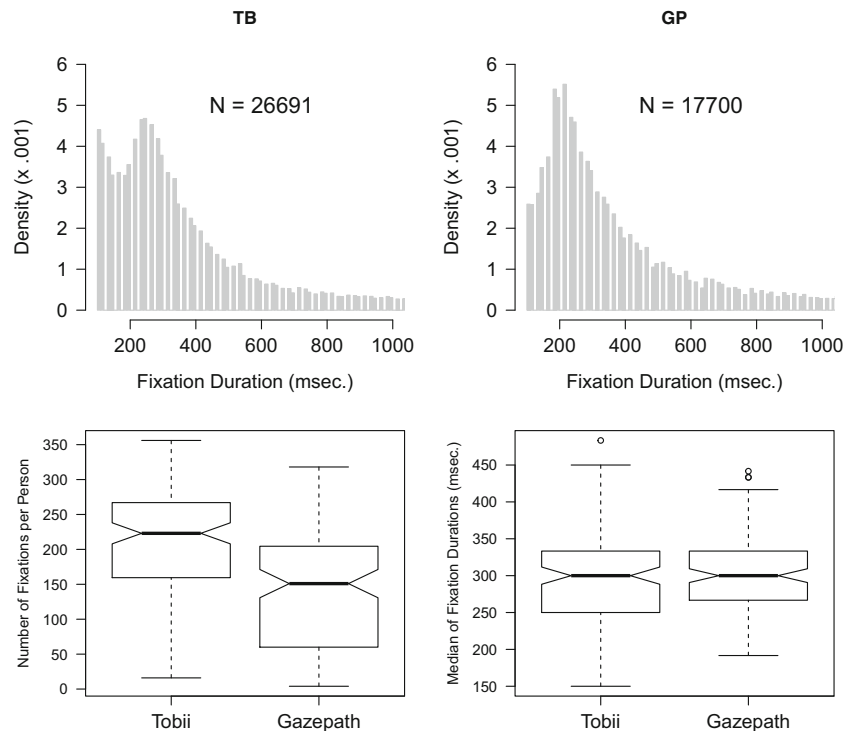 TB
GP
6
5
4
3
2
1
0
Density (x .001)
N = 26691
200 400 600 800 1000
Fixation Duration (msec.)
6
5
4
3
2
1
0
Density (x .001)
N = 17700
200 400 600 800 1000
Fixation Duration (msec.)
350
300
250
200
150
100
50
0
Number of Fixations per Person
Tobii Gazepath
450
400
350
300
250
200
150
Median of Fixation Durations (msec.)
Tobii Gazepath